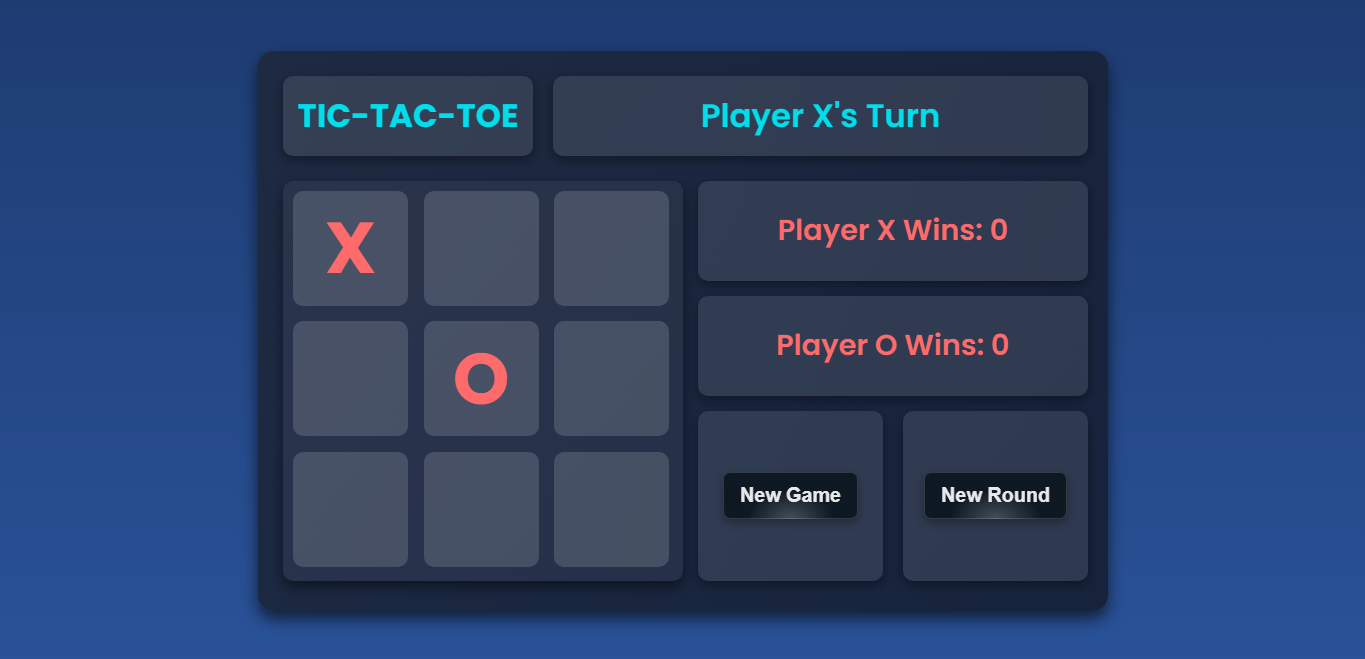 TIC-TAC-TOE
Player X's Turn
X
O
Player X Wins: 0
Player O Wins: 0
New Game
New Round